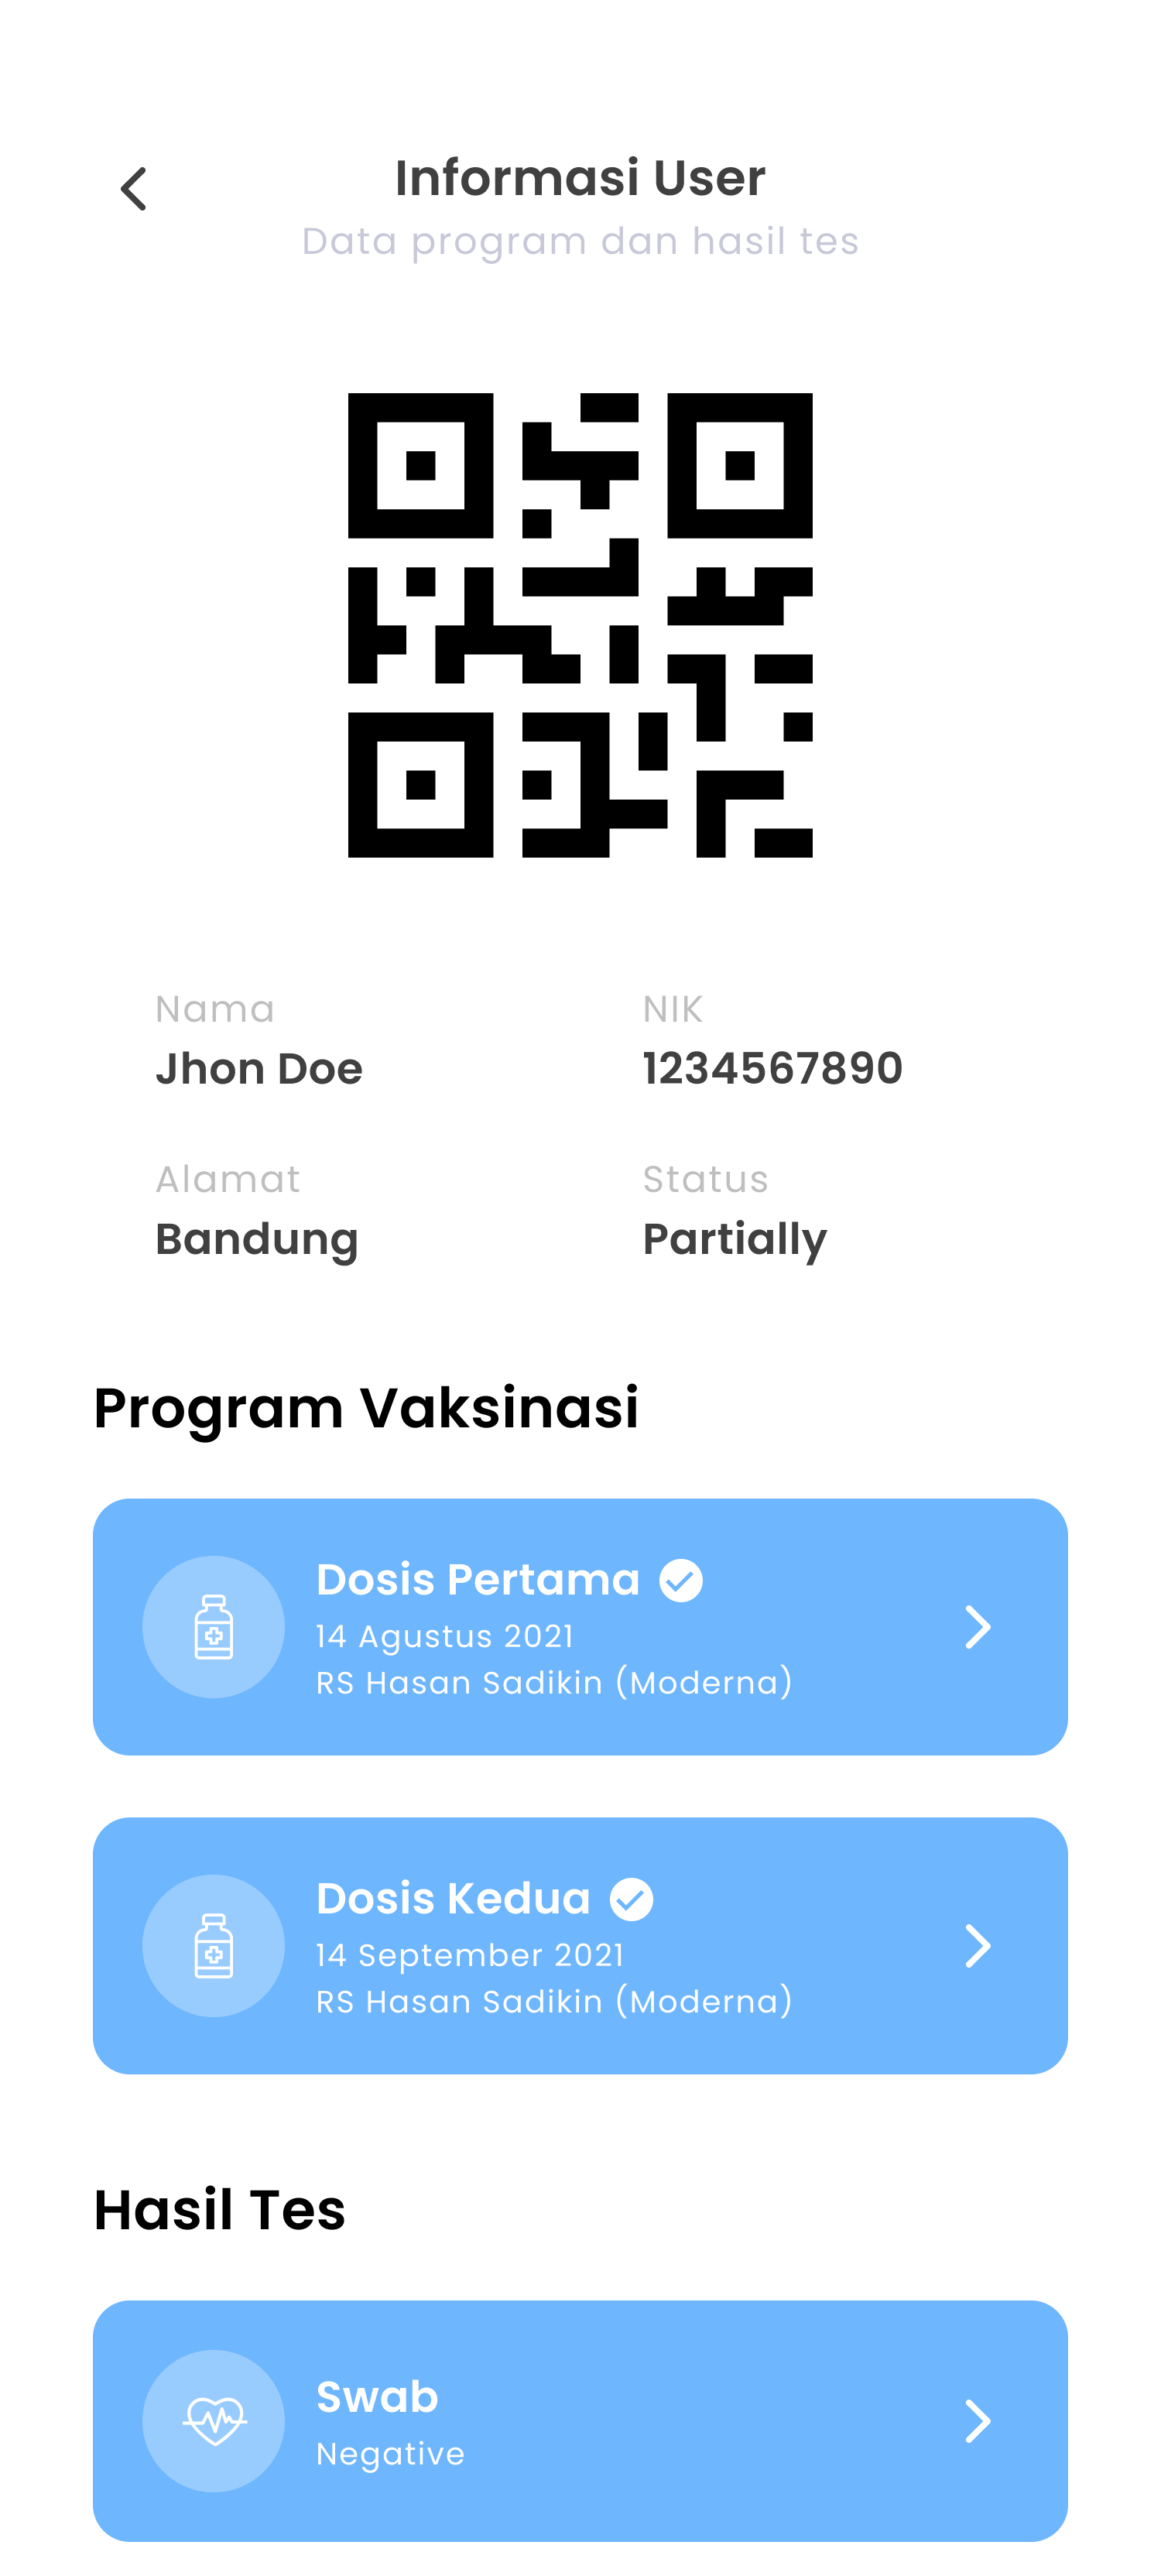 Informasi User
Data program dan hasil tes
Nama
Jhon Doe
NIK
1234567890
Alamat
Bandung
Status
Partially
Program Vaksinasi
Dosis Pertama
14 Agustus 2021
RS Hasan Sadikin (Moderna)
Dosis Kedua
14 September 2021
RS Hasan Sadikin (Moderna)
Hasil Tes
Swab
Negative